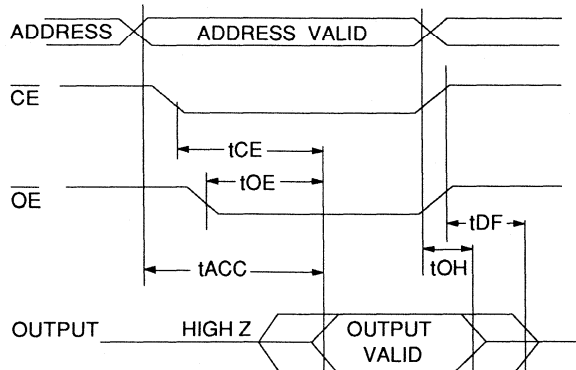 ADDRESS ADDRESS VALID
CE
tCE
tOE
OE
tDF
tACC tOH
OUTPUT HIGH Z OUTPUT
VALID